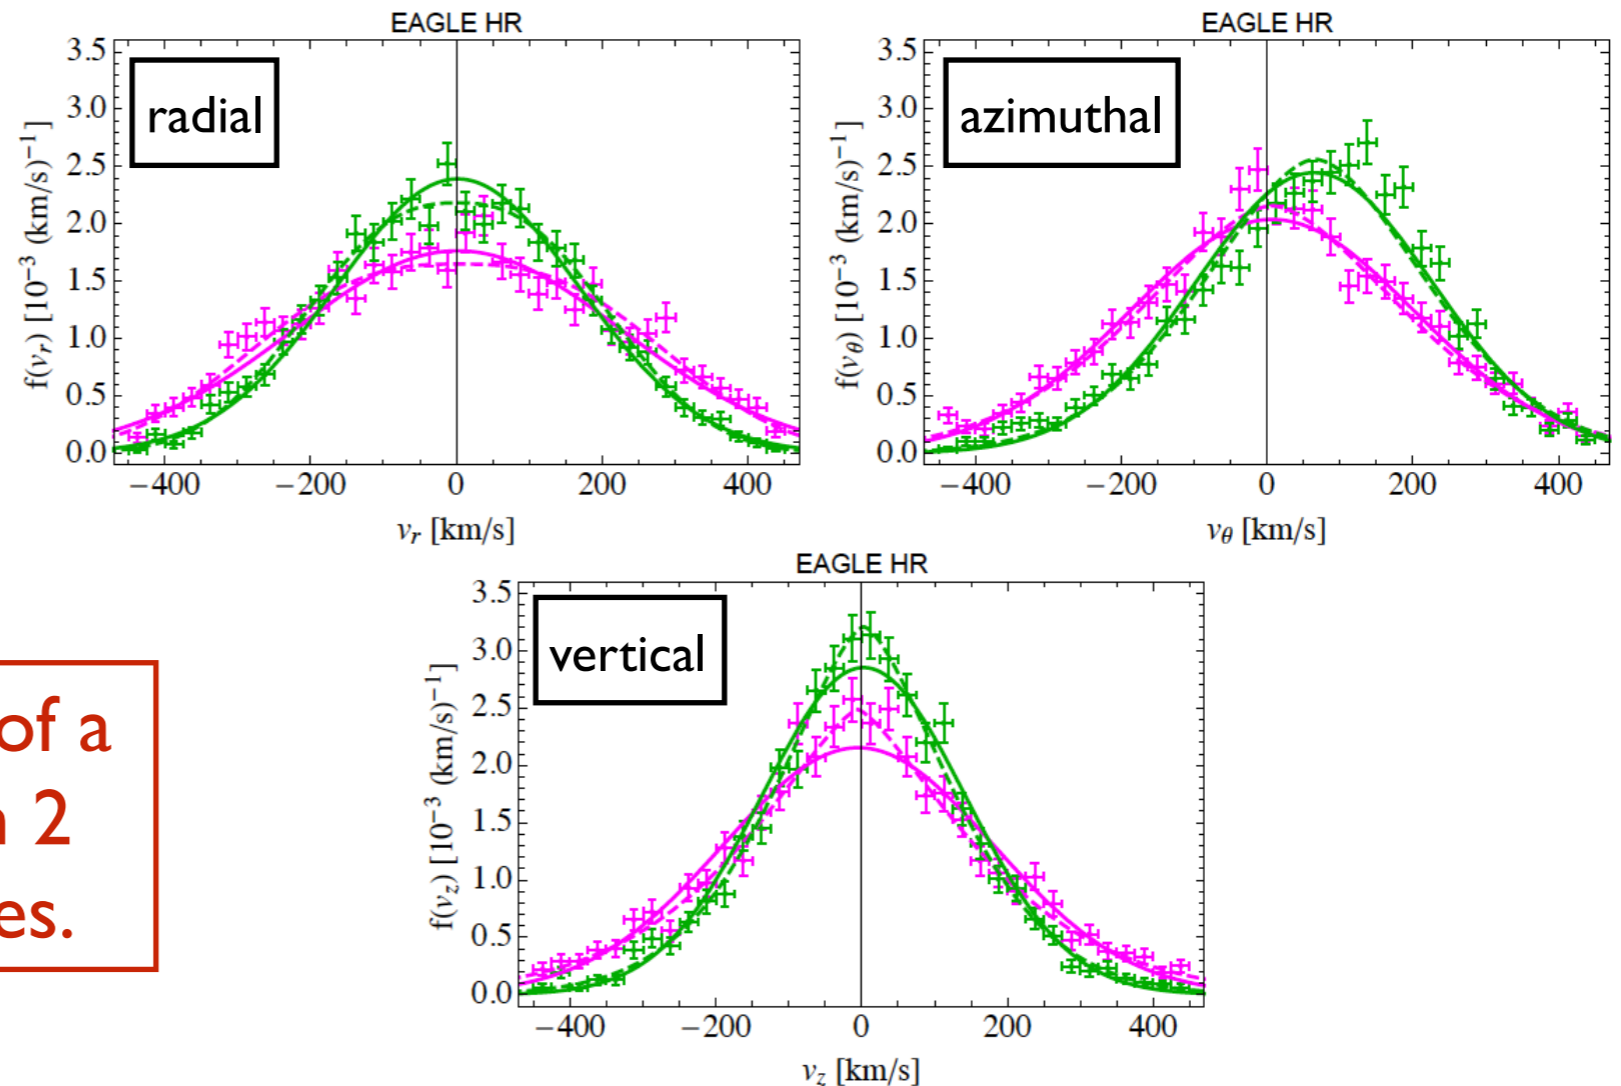 EAGLE HR
radial
f(v_r) [10^−3 (km/s)^−1]
3.5
3.0
2.5
2.0
1.5
1.0
0.5
0.0
−400 −200 0 200 400
v_r [km/s]
EAGLE HR
azimuthal
f(v_θ) [10^−3 (km/s)^−1]
3.5
3.0
2.5
2.0
1.5
1.0
0.5
0.0
−400 −200 0 200 400
v_θ [km/s]
EAGLE HR
vertical
f(v_z) [10^−3 (km/s)^−1]
3.5
3.0
2.5
2.0
1.5
1.0
0.5
0.0
−400 −200 0 200 400
v_z [km/s]
of a
2
es.